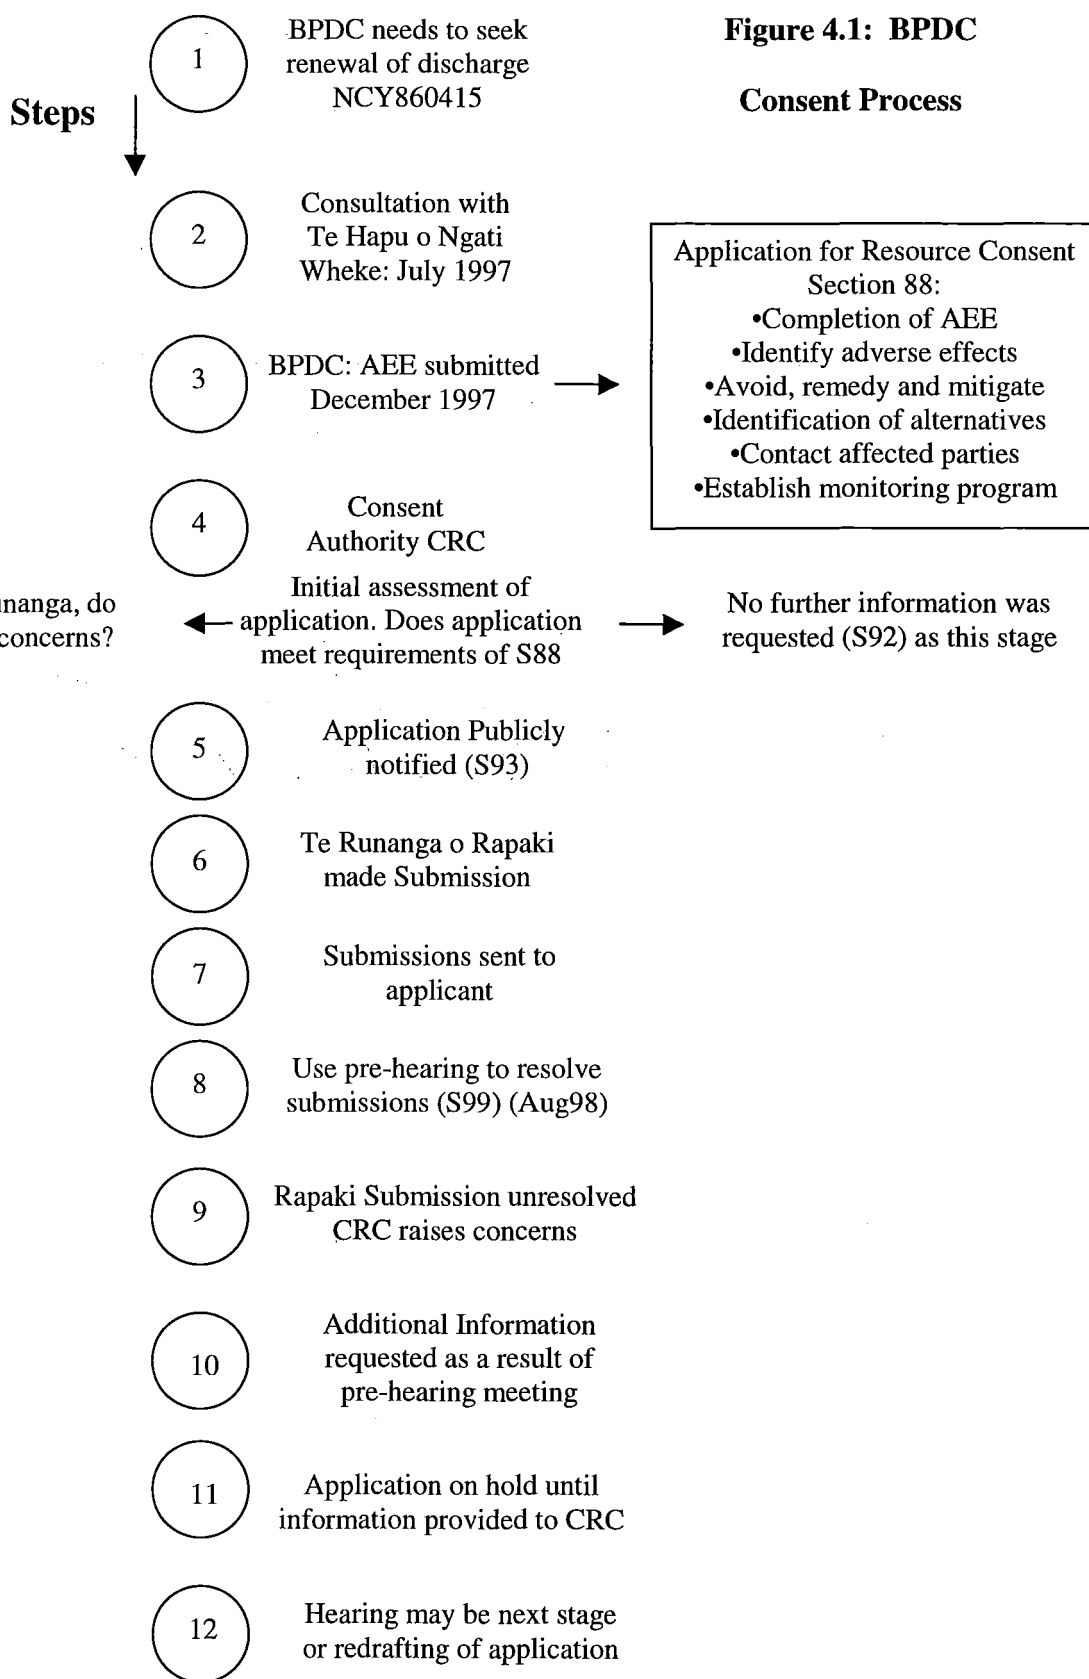 Figure 4.1: BPDC
Consent Process
Steps
1
BPDC needs to seek
renewal of discharge
NCY860415
2
Consultation with
Te Hapu o Ngati
Wheke: July 1997
3
BPDC: AEE submitted
December 1997
Application for Resource Consent
Section 88:
•Completion of AEE
•Identify adverse effects
•Avoid, remedy and mitigate
•Identification of alternatives
•Contact affected parties
•Establish monitoring program
4
Consent
Authority CRC
Initial assessment of
application. Does application
meet requirements of S88
do
concerns?
No further information was
requested (S92) as this stage
5
Application Publicly
notified (S93)
6
Te Runanga o Rapaki
made Submission
7
Submissions sent to
applicant
8
Use pre-hearing to resolve
submissions (S99) (Aug98)
9
Rapaki Submission unresolved
CRC raises concerns
10
Additional Information
requested as a result of
pre-hearing meeting
11
Application on hold until
information provided to CRC
12
Hearing may be next stage
or redrafting of application